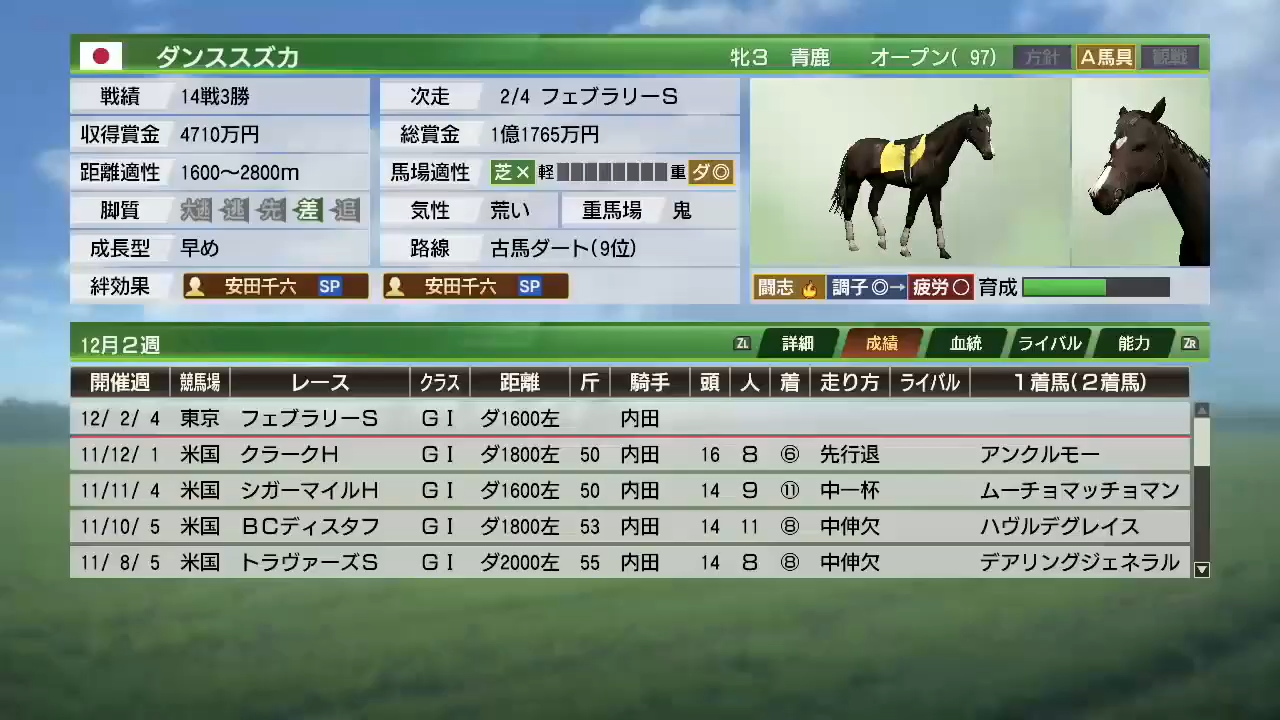 ダンススズカ 牝3 青鹿 オープン( 97) 方針 A馬具 観戦
戦績 14戦3勝 次走 2/4 フェブラリーS
収得賞金 4710万円 総賞金 1億1765万円
距離適性 1600～2800m 馬場適性 芝× 軽 重 ダ◎
脚質 大逃 逃 先 差 追 気性 荒い 重馬場 鬼
成長型 早め 路線 古馬ダート(9位)
絆効果 安田千六 SP 安田千六 SP 闘志 調子◎→ 疲労○ 育成
12月2週 ZL 詳細 成績 血統 ライバル 能力 ZR
開催週 競馬場 レース クラス 距離 斤 騎手 頭 人 着 走り方 ライバル 1着馬(2着馬)
12/ 2/ 4 東京 フェブラリーS GI ダ1600左 内田
11/12/ 1 米国 クラークH GI ダ1800左 50 内田 16 8 ⑥ 先行退 アンクルモー
11/11/ 4 米国 シガーマイルH GI ダ1600左 50 内田 14 9 ⑪ 中一杯 ムーチョマッチョマン
11/10/ 5 米国 BCディスタフ GI ダ1800左 53 内田 14 11 ⑧ 中伸欠 ハヴルデグレイス
11/ 8/ 5 米国 トラヴァーズS GI ダ2000左 55 内田 14 8 ⑧ 中伸欠 デアリングジェネラル